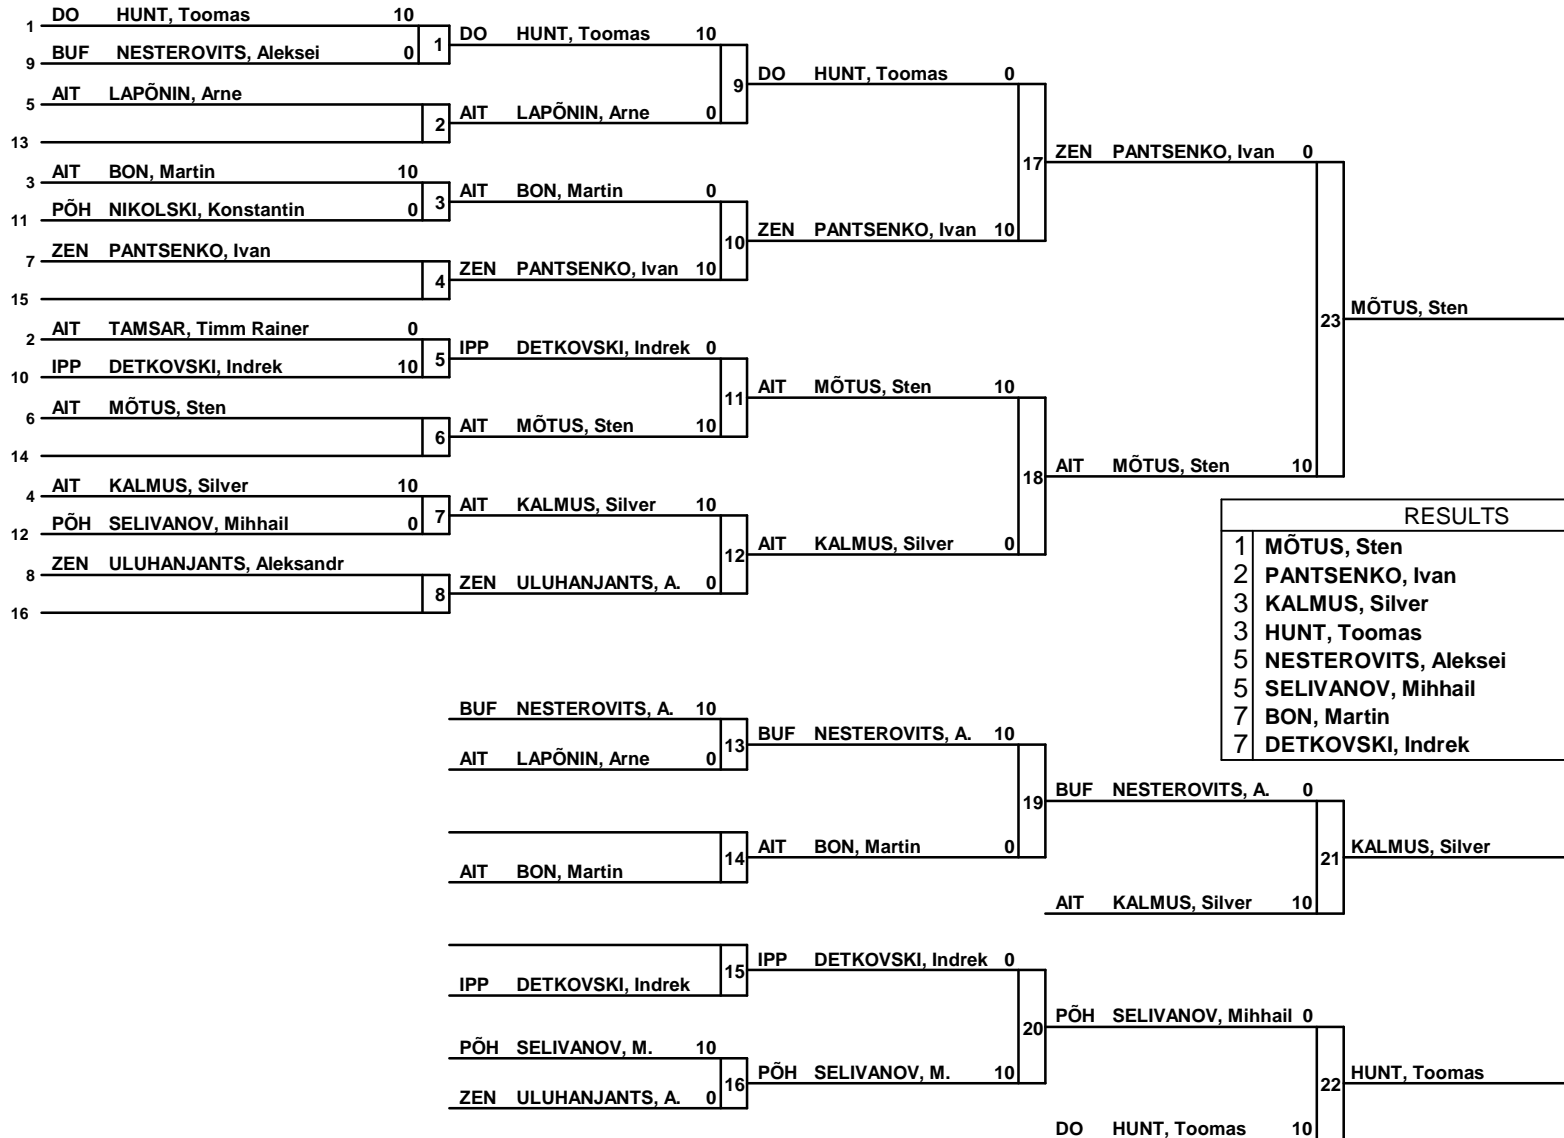 DO HUNT, Toomas 10
1
BUF NESTEROVITS, Aleksei 0
9
1
DO HUNT, Toomas 10
AIT LAPÕNIN, Arne
5
13
2
AIT LAPÕNIN, Arne 0
9
DO HUNT, Toomas 0
AIT BON, Martin 10
3
PÕH NIKOLSKI, Konstantin 0
11
3
AIT BON, Martin 0
ZEN PANTSENKO, Ivan
7
15
4
ZEN PANTSENKO, Ivan 10
10
ZEN PANTSENKO, Ivan 10
17
ZEN PANTSENKO, Ivan 0
AIT TAMSAR, Timm Rainer 0
2
IPP DETKOVSKI, Indrek 10
10
5
IPP DETKOVSKI, Indrek 0
AIT MÕTUS, Sten
6
14
6
AIT MÕTUS, Sten 10
11
AIT MÕTUS, Sten 10
AIT KALMUS, Silver 10
4
PÕH SELIVANOV, Mihhail 0
12
7
AIT KALMUS, Silver 10
ZEN ULUHANJANTS, Aleksandr
8
16
8
ZEN ULUHANJANTS, A. 0
12
AIT KALMUS, Silver 0
18
AIT MÕTUS, Sten 10
23
MÕTUS, Sten
RESULTS
1 MÕTUS, Sten
2 PANTSENKO, Ivan
3 KALMUS, Silver
3 HUNT, Toomas
5 NESTEROVITS, Aleksei
5 SELIVANOV, Mihhail
7 BON, Martin
7 DETKOVSKI, Indrek
BUF NESTEROVITS, A. 10
AIT LAPÕNIN, Arne 0
13
BUF NESTEROVITS, A. 10
AIT BON, Martin
14
AIT BON, Martin 0
19
BUF NESTEROVITS, A. 0
AIT KALMUS, Silver 10
21
KALMUS, Silver
IPP DETKOVSKI, Indrek
15
IPP DETKOVSKI, Indrek 0
PÕH SELIVANOV, M. 10
ZEN ULUHANJANTS, A. 0
16
PÕH SELIVANOV, M. 10
20
PÕH SELIVANOV, Mihhail 0
DO HUNT, Toomas 10
22
HUNT, Toomas